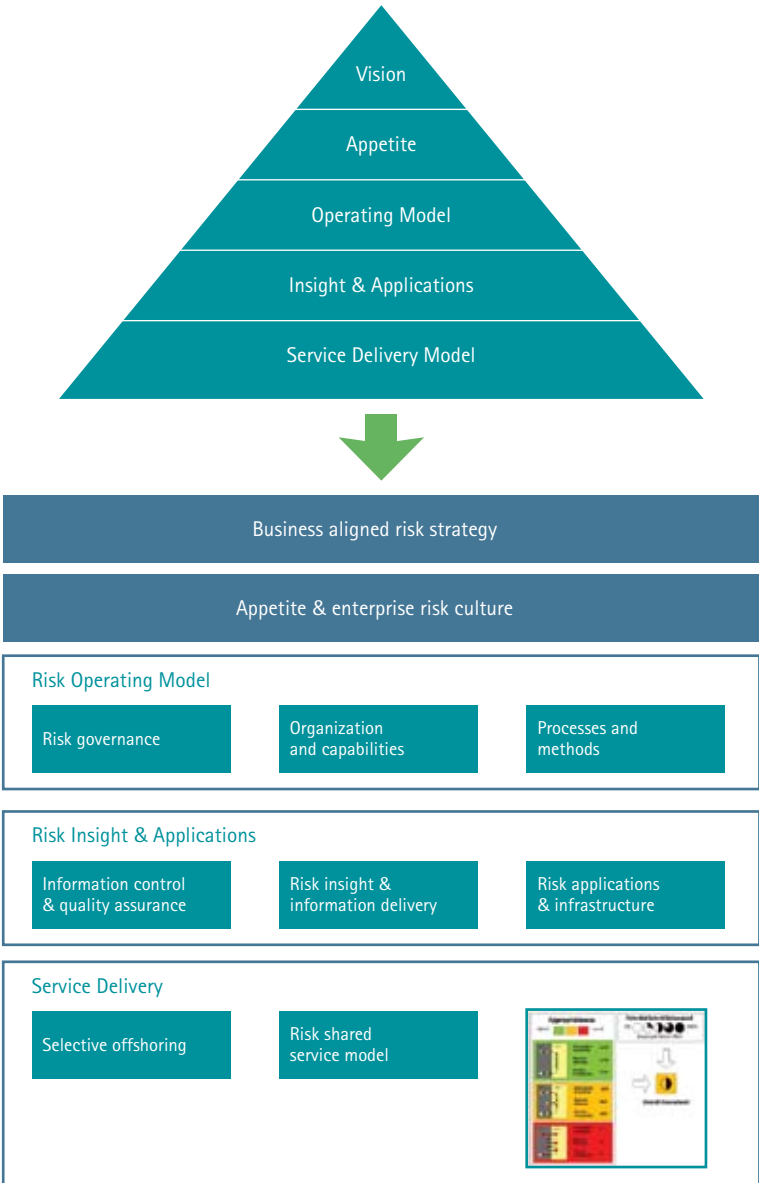 Vision
Appetite
Operating Model
Insight & Applications
Service Delivery Model
Business aligned risk strategy
Appetite & enterprise risk culture
Risk Operating Model
Risk governance
Organization
and capabilities
Processes and
methods
Risk Insight & Applications
Information control
& quality assurance
Risk insight &
information delivery
Risk applications
& infrastructure
Service Delivery
Selective offshoring
Risk shared
service model